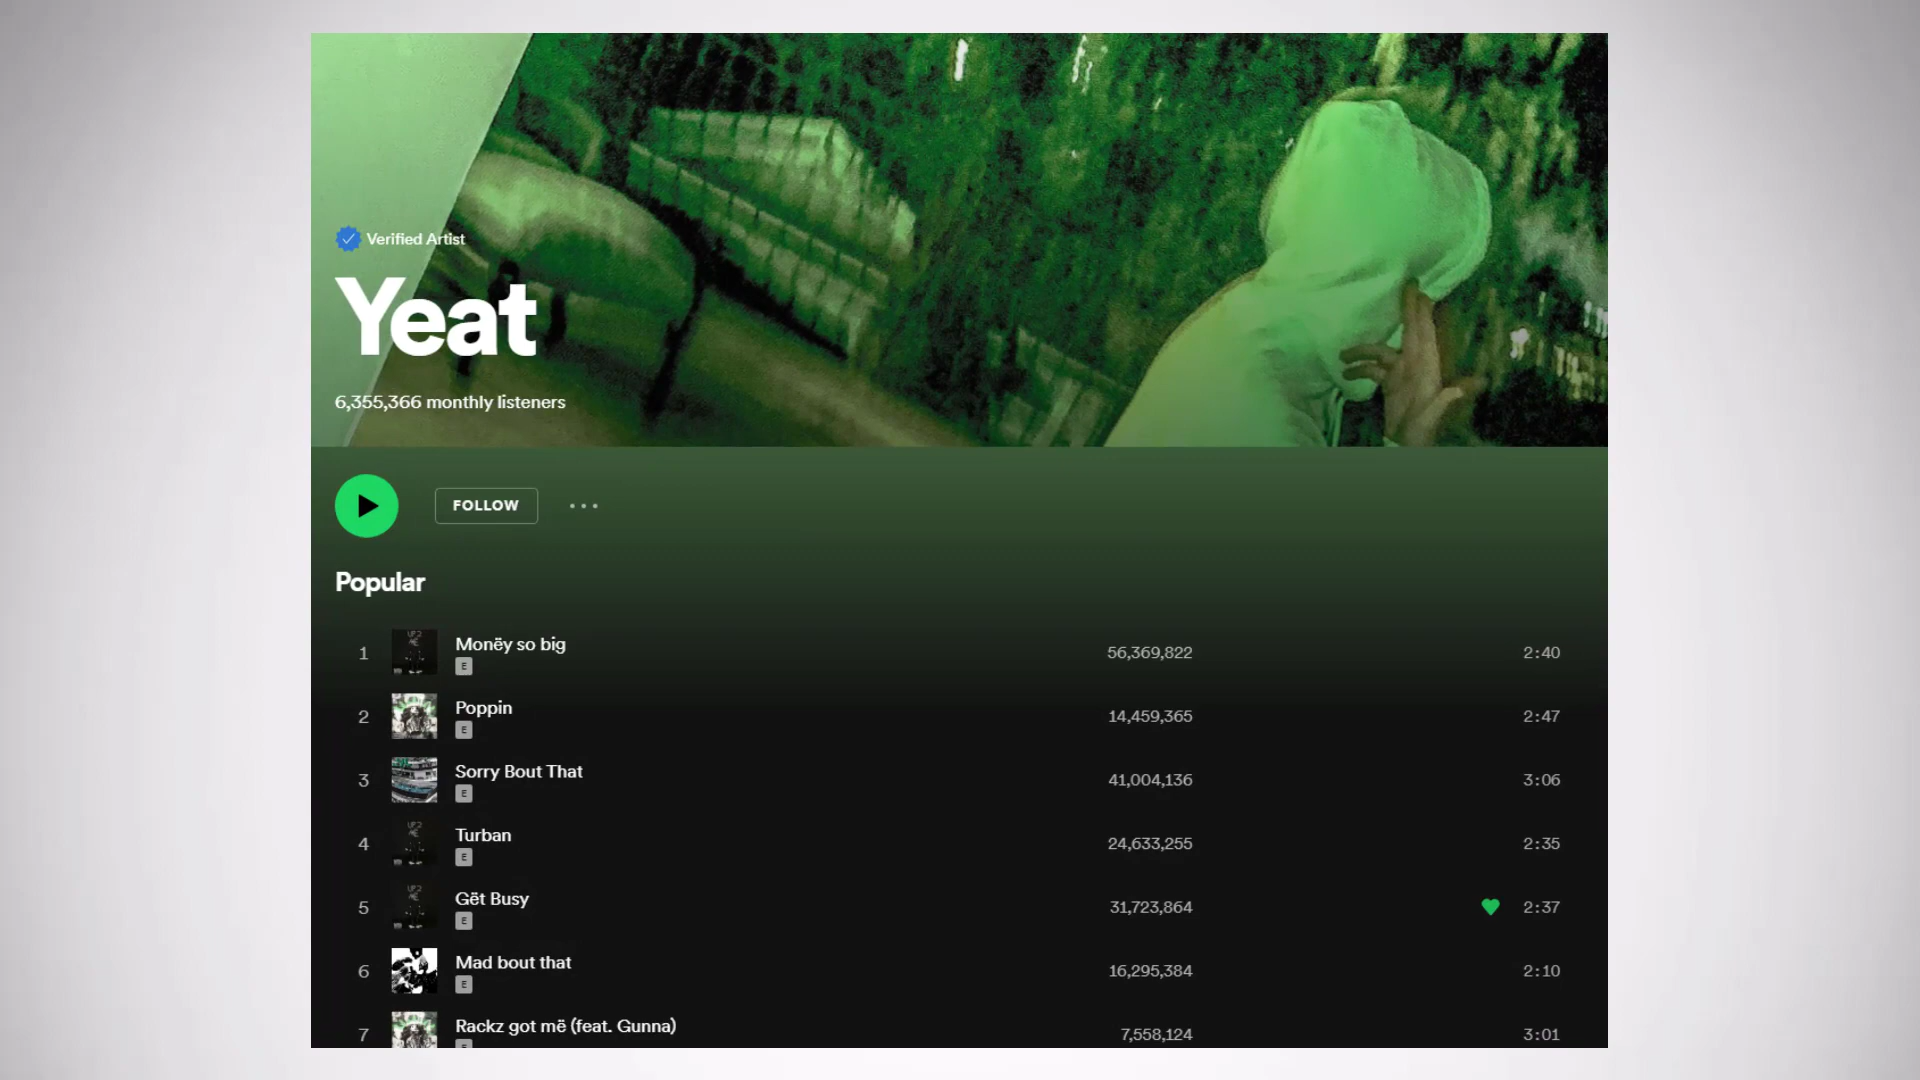 Verified Artist
Yeat
6,355,366 monthly listeners
FOLLOW
Popular
1 Monëy so big 56,369,822 2:40
E
2 Poppin 14,459,365 2:47
E
3 Sorry Bout That 41,004,136 3:06
E
4 Turban 24,633,255 2:35
E
5 Gët Busy 31,723,864 2:37
E
6 Mad bout that 16,295,384 2:10
E
7 Rackz got më (feat. Gunna) 7,558,124 3:01
E